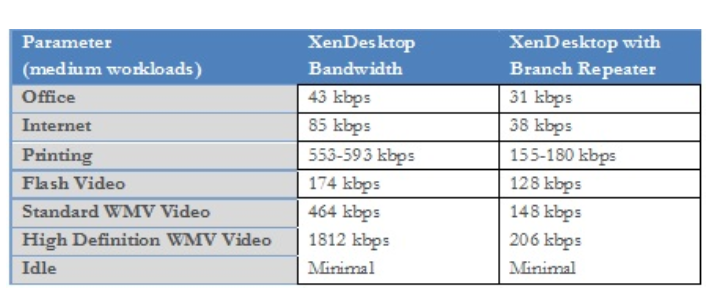 Parameter (medium workloads) XenDesktop Bandwidth XenDesktop with Branch Repeater
Office 43 kbps 31 kbps
Internet 85 kbps 38 kbps
Printing 553-593 kbps 155-180 kbps
Flash Video 174 kbps 128 kbps
Standard WMV Video 464 kbps 148 kbps
High Definition WMV Video 1812 kbps 206 kbps
Idle Minimal Minimal